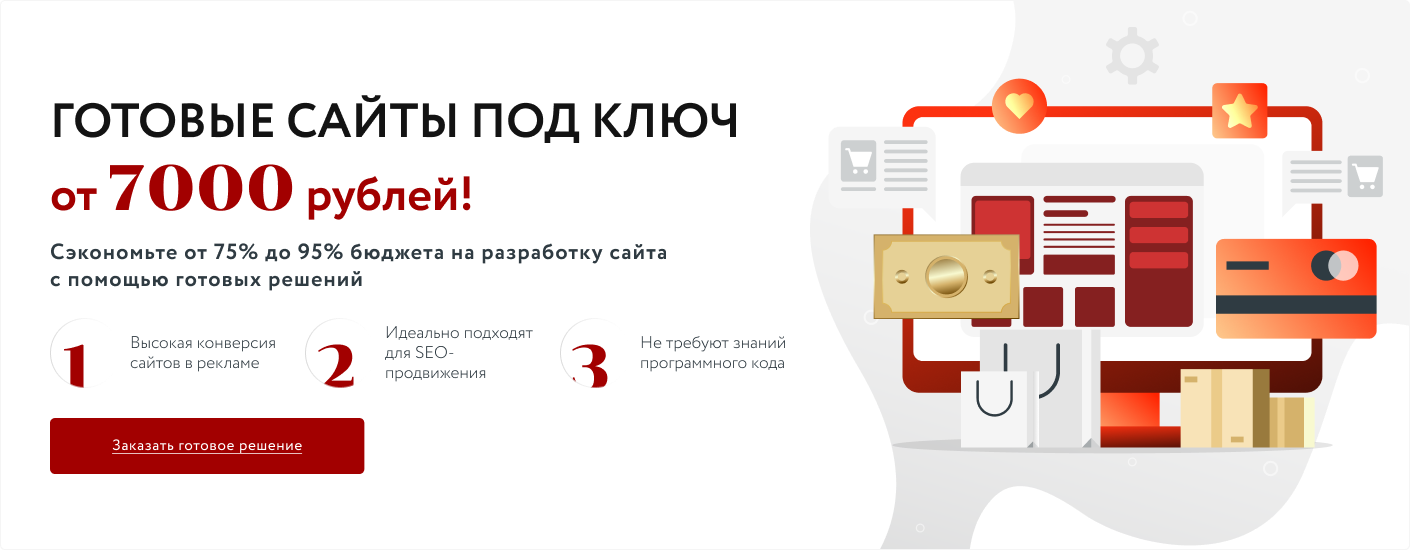 ГОТОВЫЕ САЙТЫ ПОД КЛЮЧ
от 7000 рублей!
Сэкономьте от 75% до 95% бюджета на разработку сайта
с помощью готовых решений
1
Высокая конверсия
сайтов в рекламе
2
Идеально подходят
для SEO-
продвижения
3
Не требуют знаний
программного кода
Заказать готовое решение